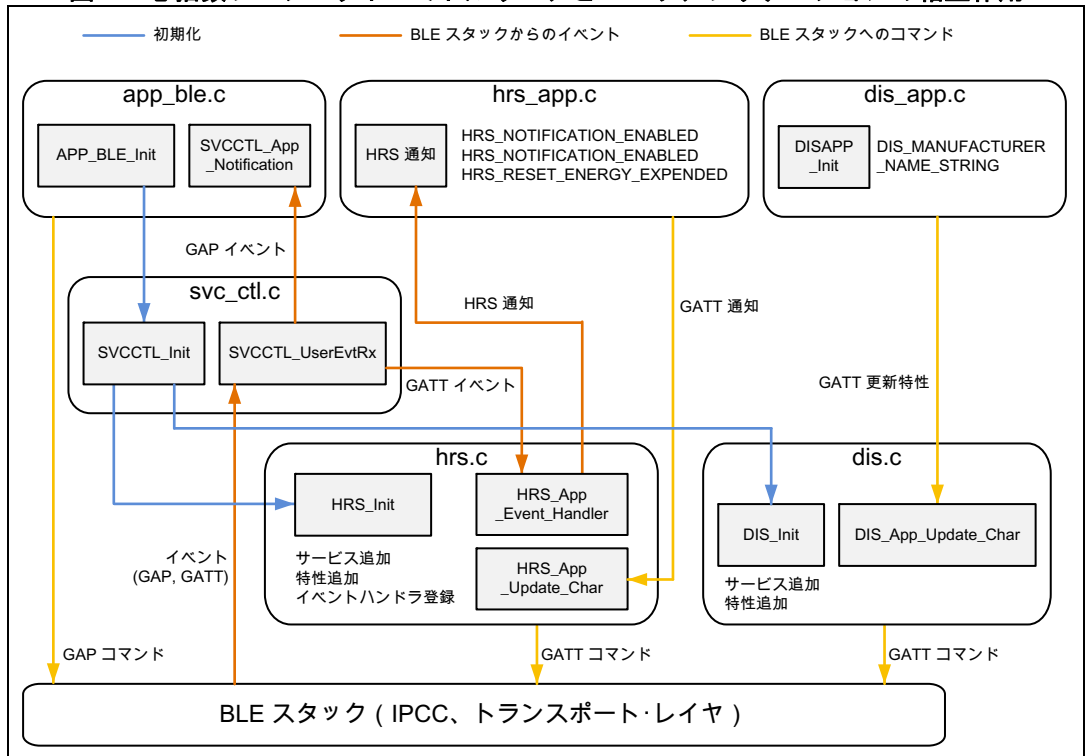 初期化
BLE スタックからのイベント
BLE スタックへのコマンド
app_ble.c
hrs_app.c
dis_app.c
APP_BLE_Init
SVCCTL_App
_Notification
HRS 通知
HRS_NOTIFICATION_ENABLED
HRS_NOTIFICATION_ENABLED
HRS_RESET_ENERGY_EXPENDED
DISAPP
_Init
DIS_MANUFACTURER
_NAME_STRING
GAP イベント
svc_ctl.c
HRS 通知
GATT 通知
SVCCTL_Init
SVCCTL_UserEvtRx
GATT イベント
GATT 更新特性
hrs.c
dis.c
HRS_Init
HRS_App
_Event_Handler
DIS_Init
DIS_App_Update_Char
イベント
(GAP, GATT)
サービス追加
特性追加
イベントハンドラ登録
HRS_App
_Update_Char
サービス追加
特性追加
GAP コマンド
GATT コマンド
GATT コマンド
BLE スタック ( IPCC、トランスポート·レイヤ )